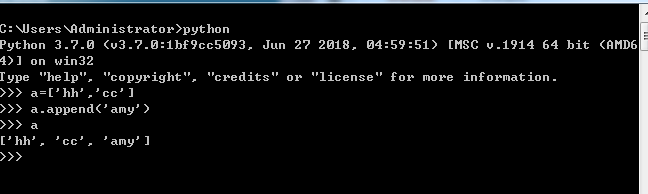 C:\Users\Administrator>python
Python 3.7.0 (v3.7.0:1bf9cc5093, Jun 27 2018, 04:59:51) [MSC v.1914 64 bit (AMD6
4)] on win32
Type "help", "copyright", "credits" or "license" for more information.
>>> a=['hh','cc']
>>> a.append('amy')
>>> a
['hh', 'cc', 'amy']
>>>